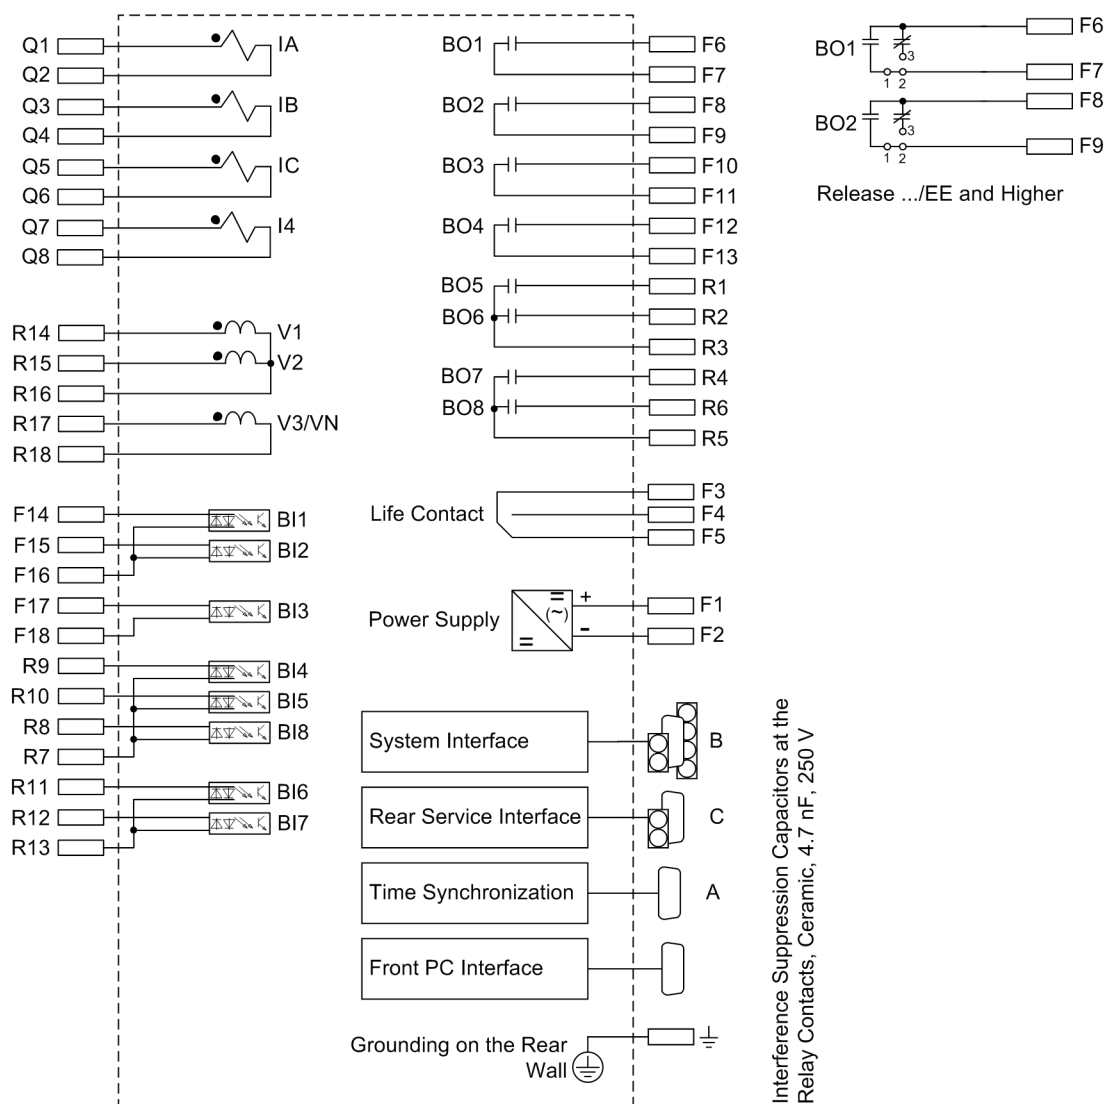 Q1 IA
Q2
Q3 IB
Q4
Q5 IC
Q6
Q7 I4
Q8
R14 V1
R15 V2
R16
R17 V3/VN
R18
F14 BI1
F15 BI2
F16
F17 BI3
F18
R9 BI4
R10 BI5
R8 BI8
R7
R11 BI6
R12 BI7
R13
BO1 F6
F7
BO2 F8
F9
BO3 F10
F11
BO4 F12
F13
BO5 R1
BO6 R2
R3
BO7 R4
BO8 R6
R5
F3
Life Contact F4
F5
Power Supply = (~) = + F1
- F2
System Interface B
Rear Service Interface C
Time Synchronization A
Front PC Interface
Grounding on the Rear
Wall
F6
BO1 3
1 2 F7
F8
BO2 3
1 2 F9
Release .../EE and Higher
Interference Suppression Capacitors at the
Relay Contacts, Ceramic, 4.7 nF, 250 V